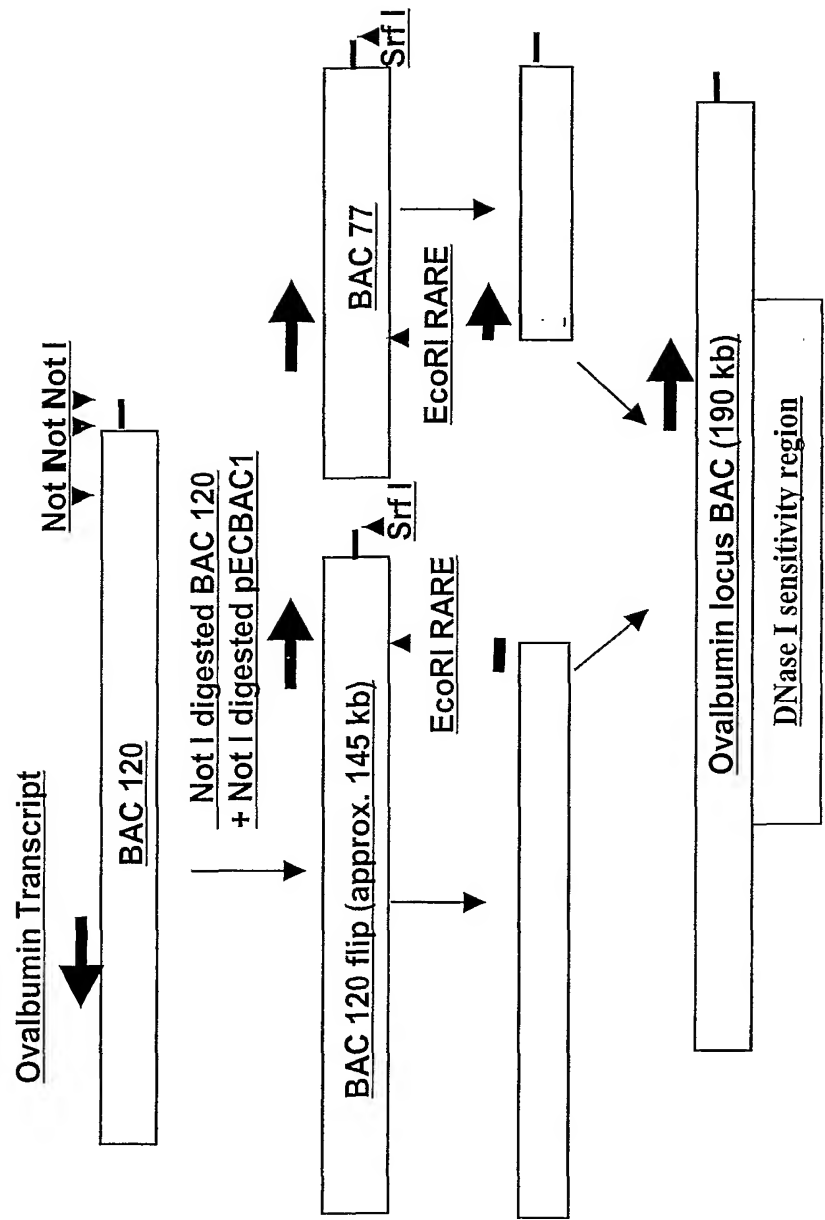 Ovalbumin Transcript
Not Not Not I
BAC 120
Not I digested BAC 120
+ Not I digested pECBAC1
BAC 120 flip (approx. 145 kb)
Srf I
EcoRI RARE
BAC 77
Srf I
EcoRI RARE
Ovalbumin locus BAC (190 kb)
DNase I sensitivity region